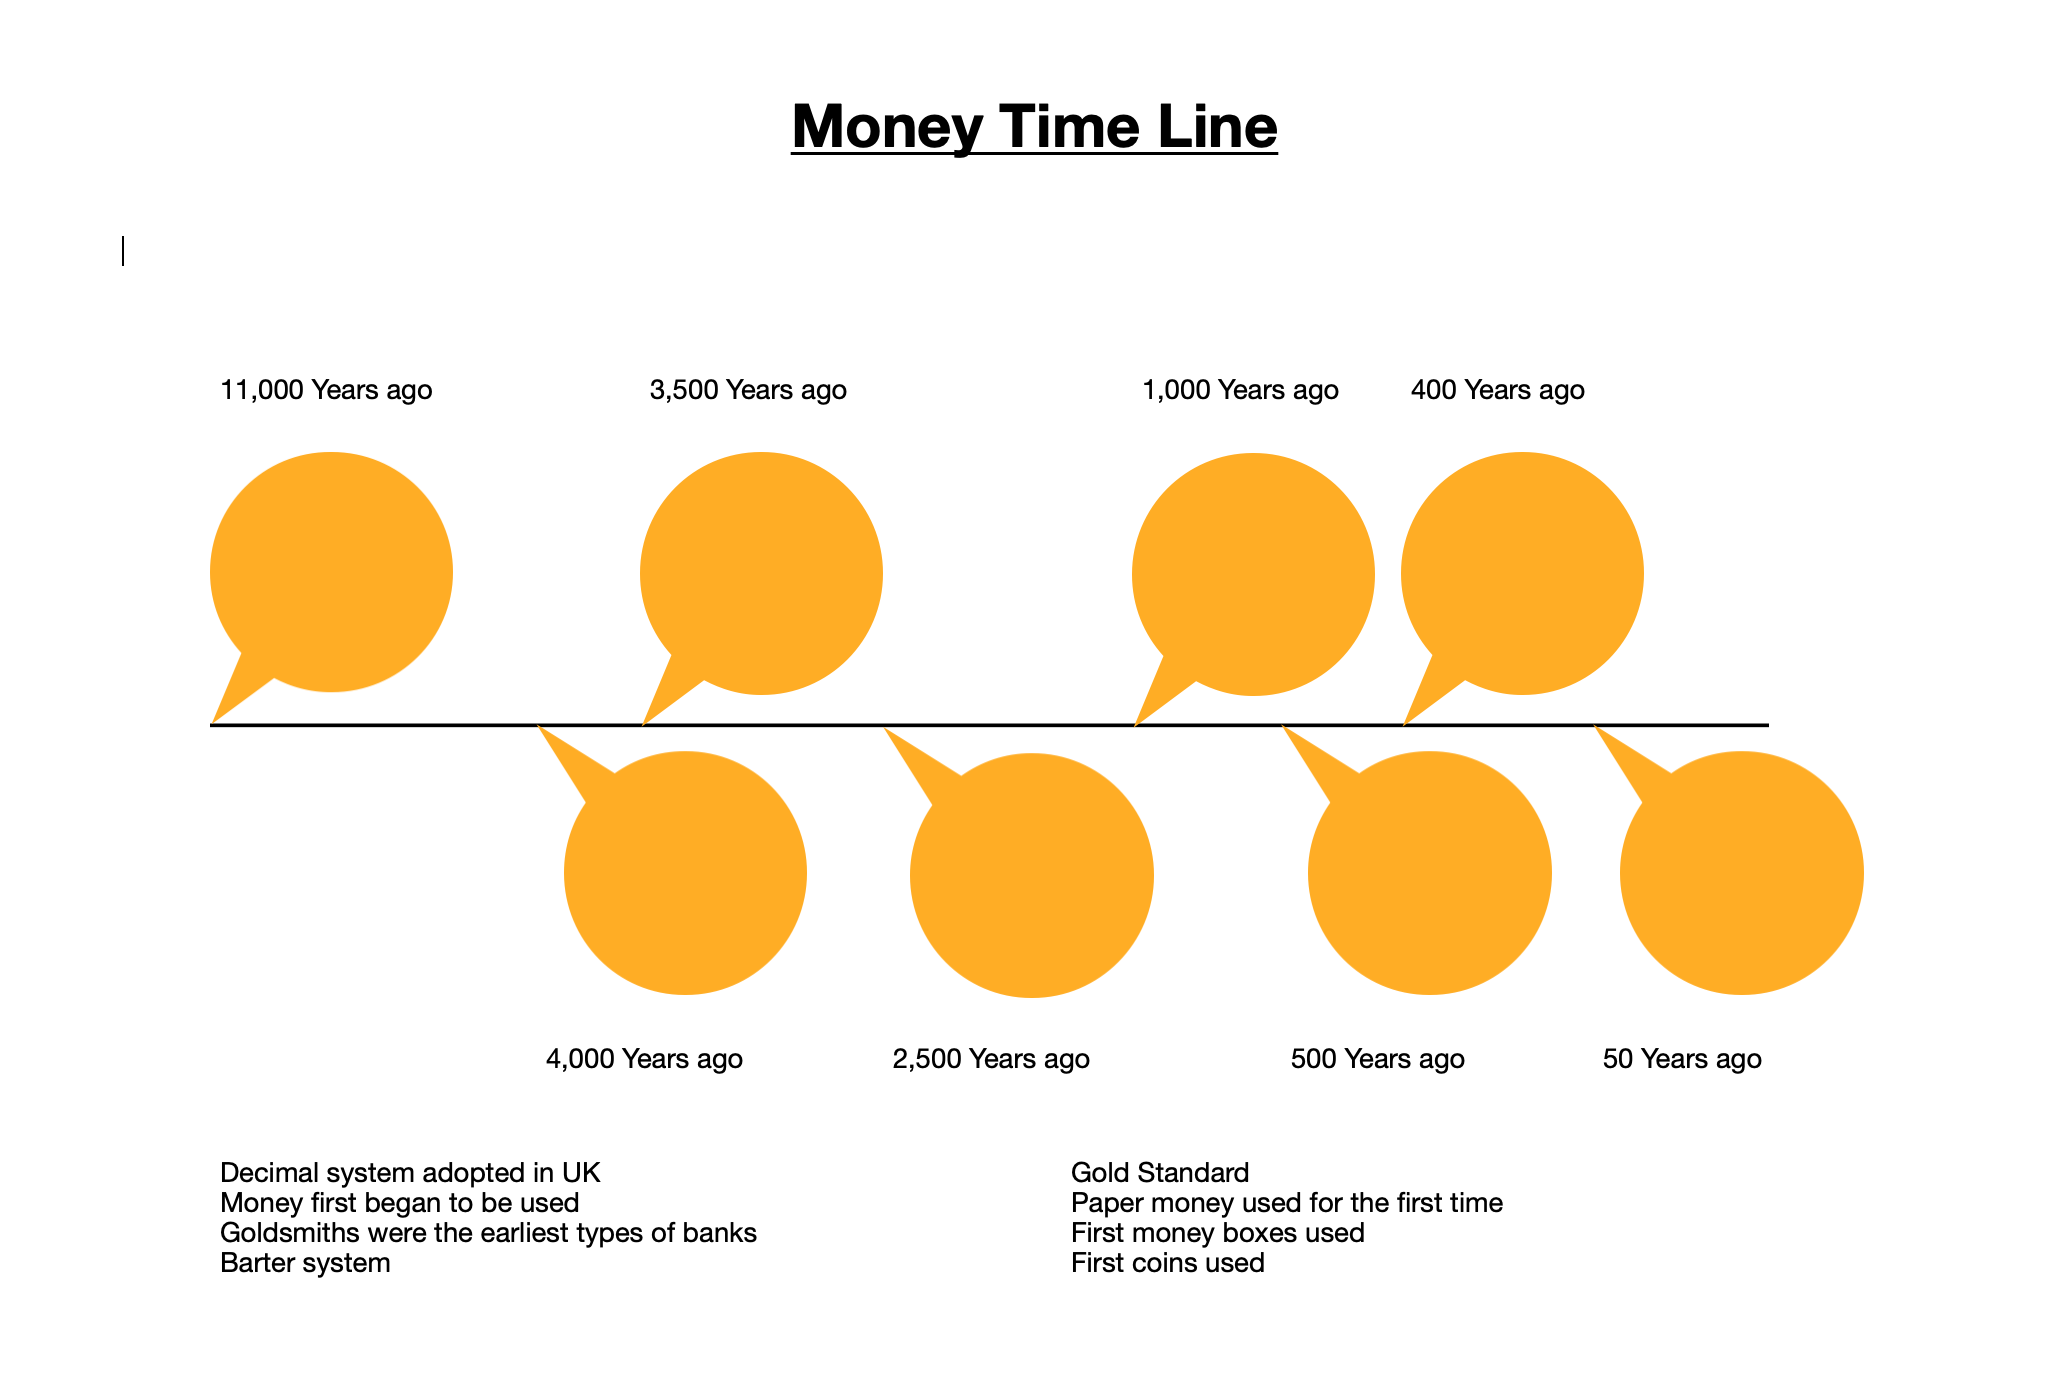 Money Time Line
11,000 Years ago
3,500 Years ago
1,000 Years ago
400 Years ago
4,000 Years ago
2,500 Years ago
500 Years ago
50 Years ago
Decimal system adopted in UK
Money first began to be used
Goldsmiths were the earliest types of banks
Barter system
Gold Standard
Paper money used for the first time
First money boxes used
First coins used